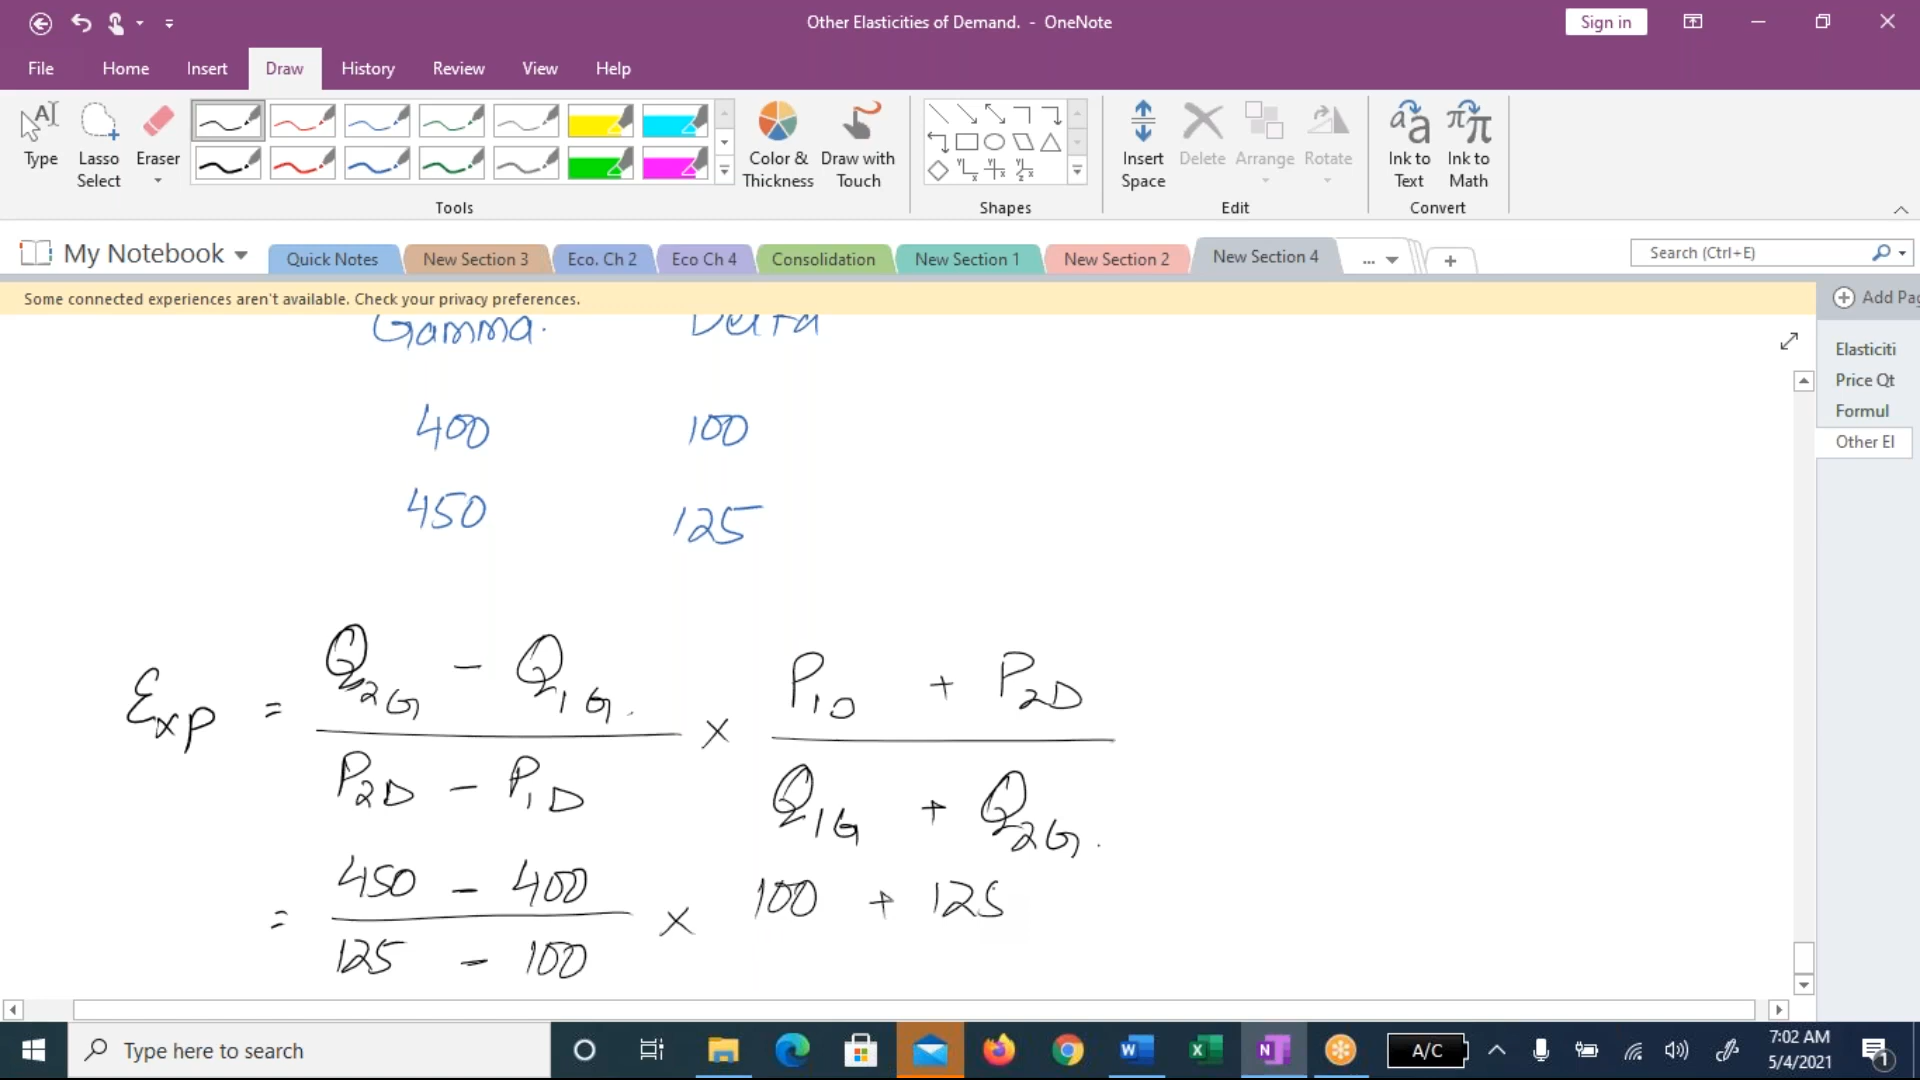 Other Elasticities of Demand. - OneNote
Sign in
File Home Insert Draw History Review View Help
Type
Lasso Select
Eraser
Color & Thickness
Draw with Touch
Insert Space
Delete
Arrange
Rotate
Ink to Text
Ink to Math
Tools Shapes Edit Convert
My Notebook Quick Notes New Section 3 Eco. Ch 2 Eco Ch 4 Consolidation New Section 1 New Section 2 New Section 4 ... + Search (Ctrl+E)
Some connected experiences aren't available. Check your privacy preferences.
Add Pag
Elasticiti
Price Qt
Formul
Other El
Gamma. Delta
400 100
450 125
Exp = Q2G - Q1G. × P1D + P2D
P2D - P1D Q1G + Q2G.
= 450 - 400 × 100 + 125
125 - 100
Type here to search
A/C
7:02 AM
5/4/2021
1